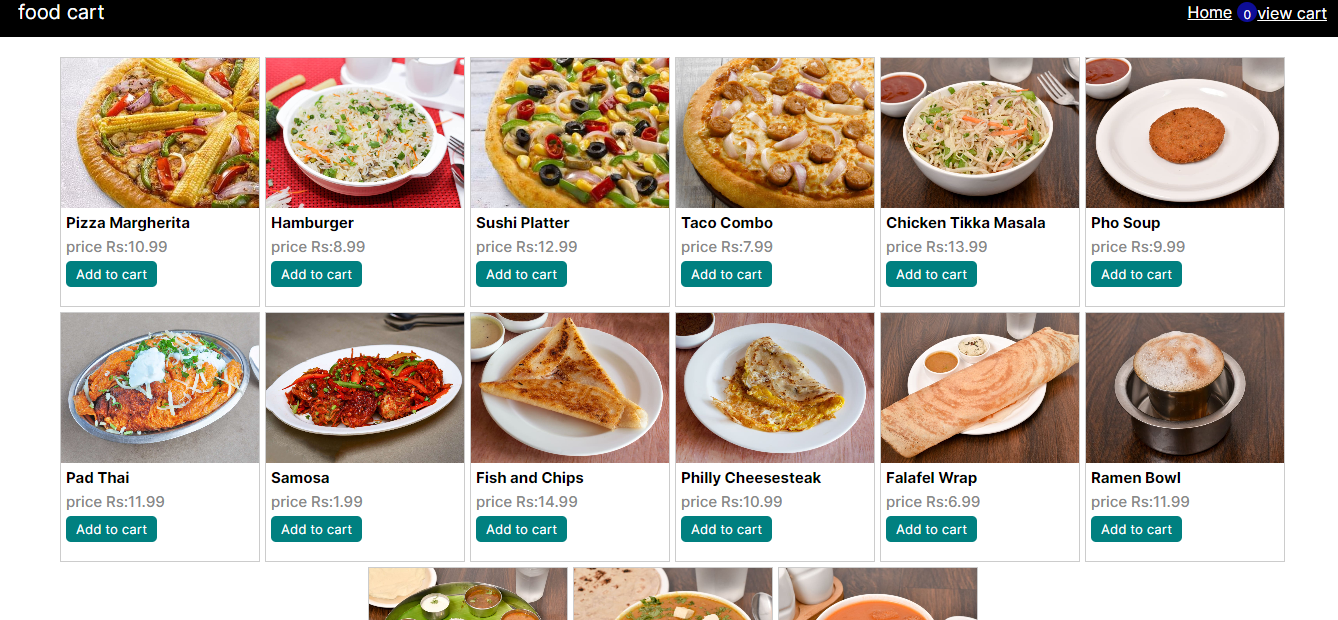 food cart
Home 0 view cart
Pizza Margherita
price Rs:10.99
Add to cart
Hamburger
price Rs:8.99
Add to cart
Sushi Platter
price Rs:12.99
Add to cart
Taco Combo
price Rs:7.99
Add to cart
Chicken Tikka Masala
price Rs:13.99
Add to cart
Pho Soup
price Rs:9.99
Add to cart
Pad Thai
price Rs:11.99
Add to cart
Samosa
price Rs:1.99
Add to cart
Fish and Chips
price Rs:14.99
Add to cart
Philly Cheesesteak
price Rs:10.99
Add to cart
Falafel Wrap
price Rs:6.99
Add to cart
Ramen Bowl
price Rs:11.99
Add to cart